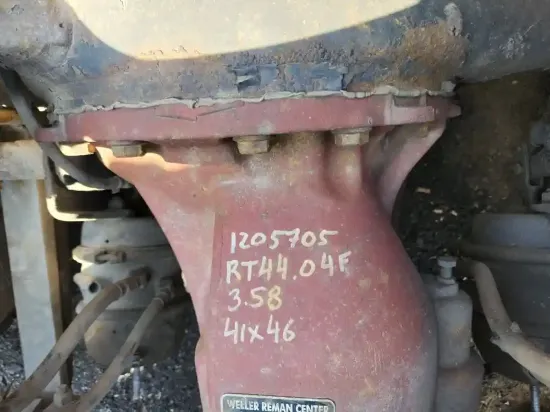 1205705
RT44.04F
3.58
41x46
WELLER REMAN CENTER